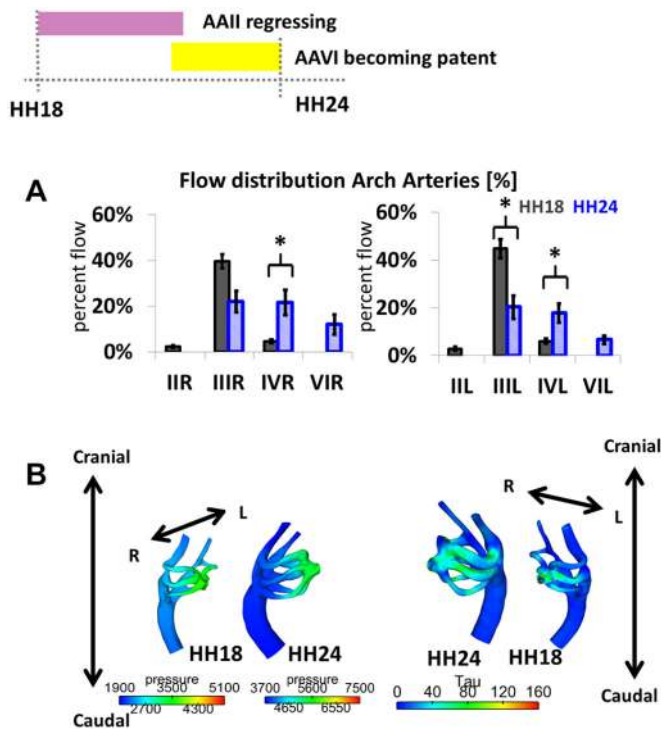 AAII regressing
AAVI becoming patent
HH18 HH24
A
Flow distribution Arch Arteries [%]
HH18 HH24
percent flow
60%
40%
20%
0%
*
IIR IIIR IVR VIR
percent flow
60%
40%
20%
0%
*
*
IIL IIIL IVL VIL
B
Cranial
Caudal
R L
HH18 HH24
pressure
1900 3500 5100
2700 4300
pressure
3700 5600 7500
4650 6550
R L
HH24 HH18
Tau
0 40 80 120 160
Cranial
Caudal